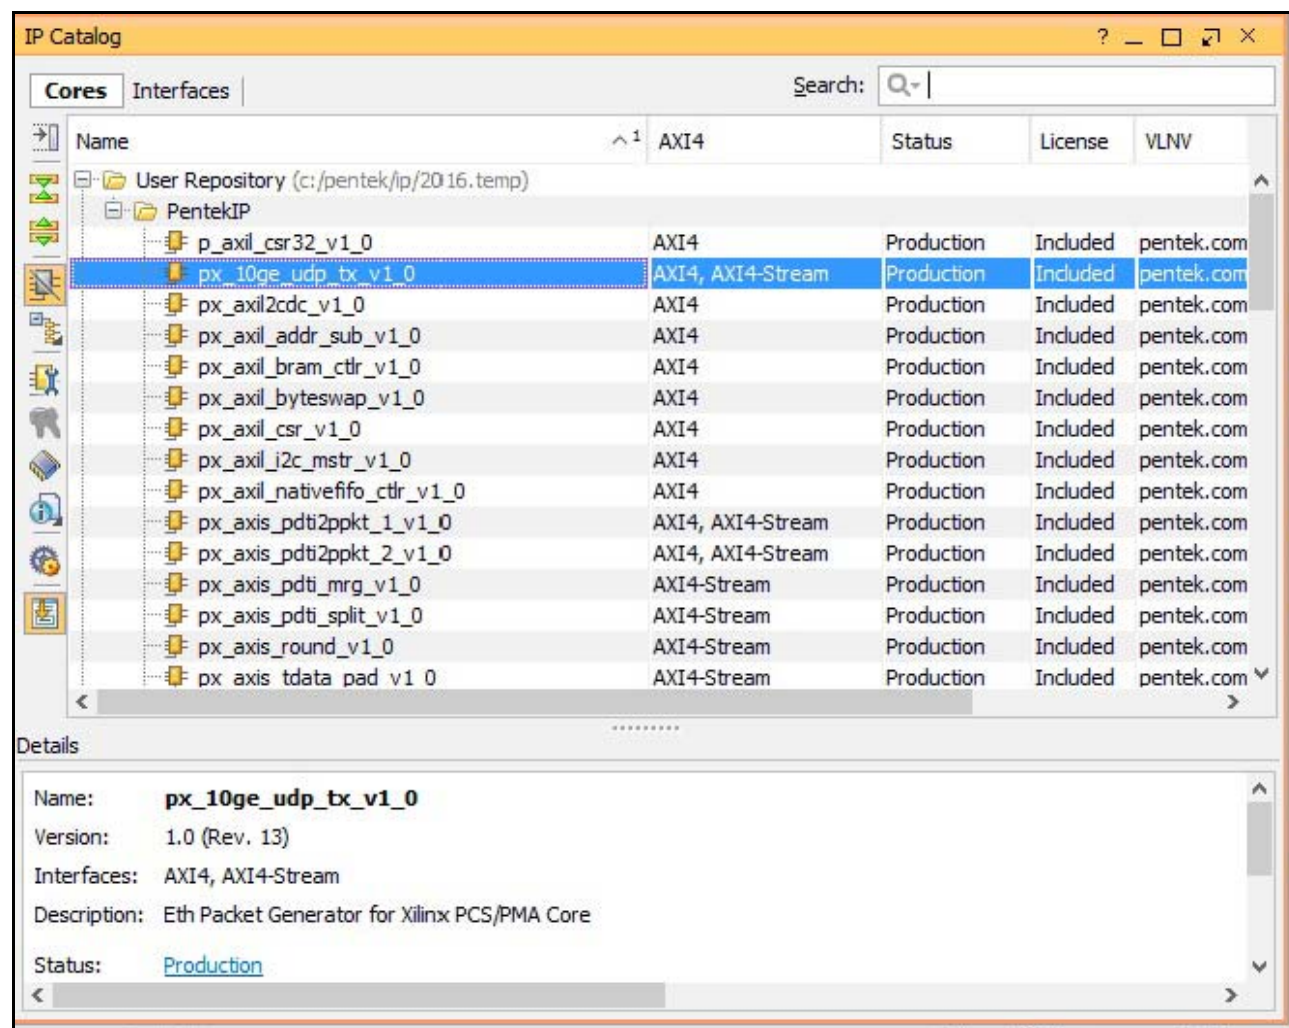 IP Catalog ?
Cores Interfaces Search:
Name 1 AXI4 Status License VLNV
User Repository (c:/pentek/ip/2016.temp)
PentekIP
p_axil_csr32_v1_0 AXI4 Production Included pentek.com
px_10ge_udp_tx_v1_0 AXI4, AXI4-Stream Production Included pentek.com
px_axil2cdc_v1_0 AXI4 Production Included pentek.com
px_axil_addr_sub_v1_0 AXI4 Production Included pentek.com
px_axil_bram_ctlr_v1_0 AXI4 Production Included pentek.com
px_axil_byteswap_v1_0 AXI4 Production Included pentek.com
px_axil_csr_v1_0 AXI4 Production Included pentek.com
px_axil_i2c_mstr_v1_0 AXI4 Production Included pentek.com
px_axil_nativefifo_ctlr_v1_0 AXI4 Production Included pentek.com
px_axis_pdti2ppkt_1_v1_0 AXI4, AXI4-Stream Production Included pentek.com
px_axis_pdti2ppkt_2_v1_0 AXI4, AXI4-Stream Production Included pentek.com
px_axis_pdti_mrg_v1_0 AXI4-Stream Production Included pentek.com
px_axis_pdti_split_v1_0 AXI4-Stream Production Included pentek.com
px_axis_round_v1_0 AXI4-Stream Production Included pentek.com
px_axis_tdata_pad_v1_0 AXI4-Stream Production Included pentek.com
Details
Name: px_10ge_udp_tx_v1_0
Version: 1.0 (Rev. 13)
Interfaces: AXI4, AXI4-Stream
Description: Eth Packet Generator for Xilinx PCS/PMA Core
Status: Production